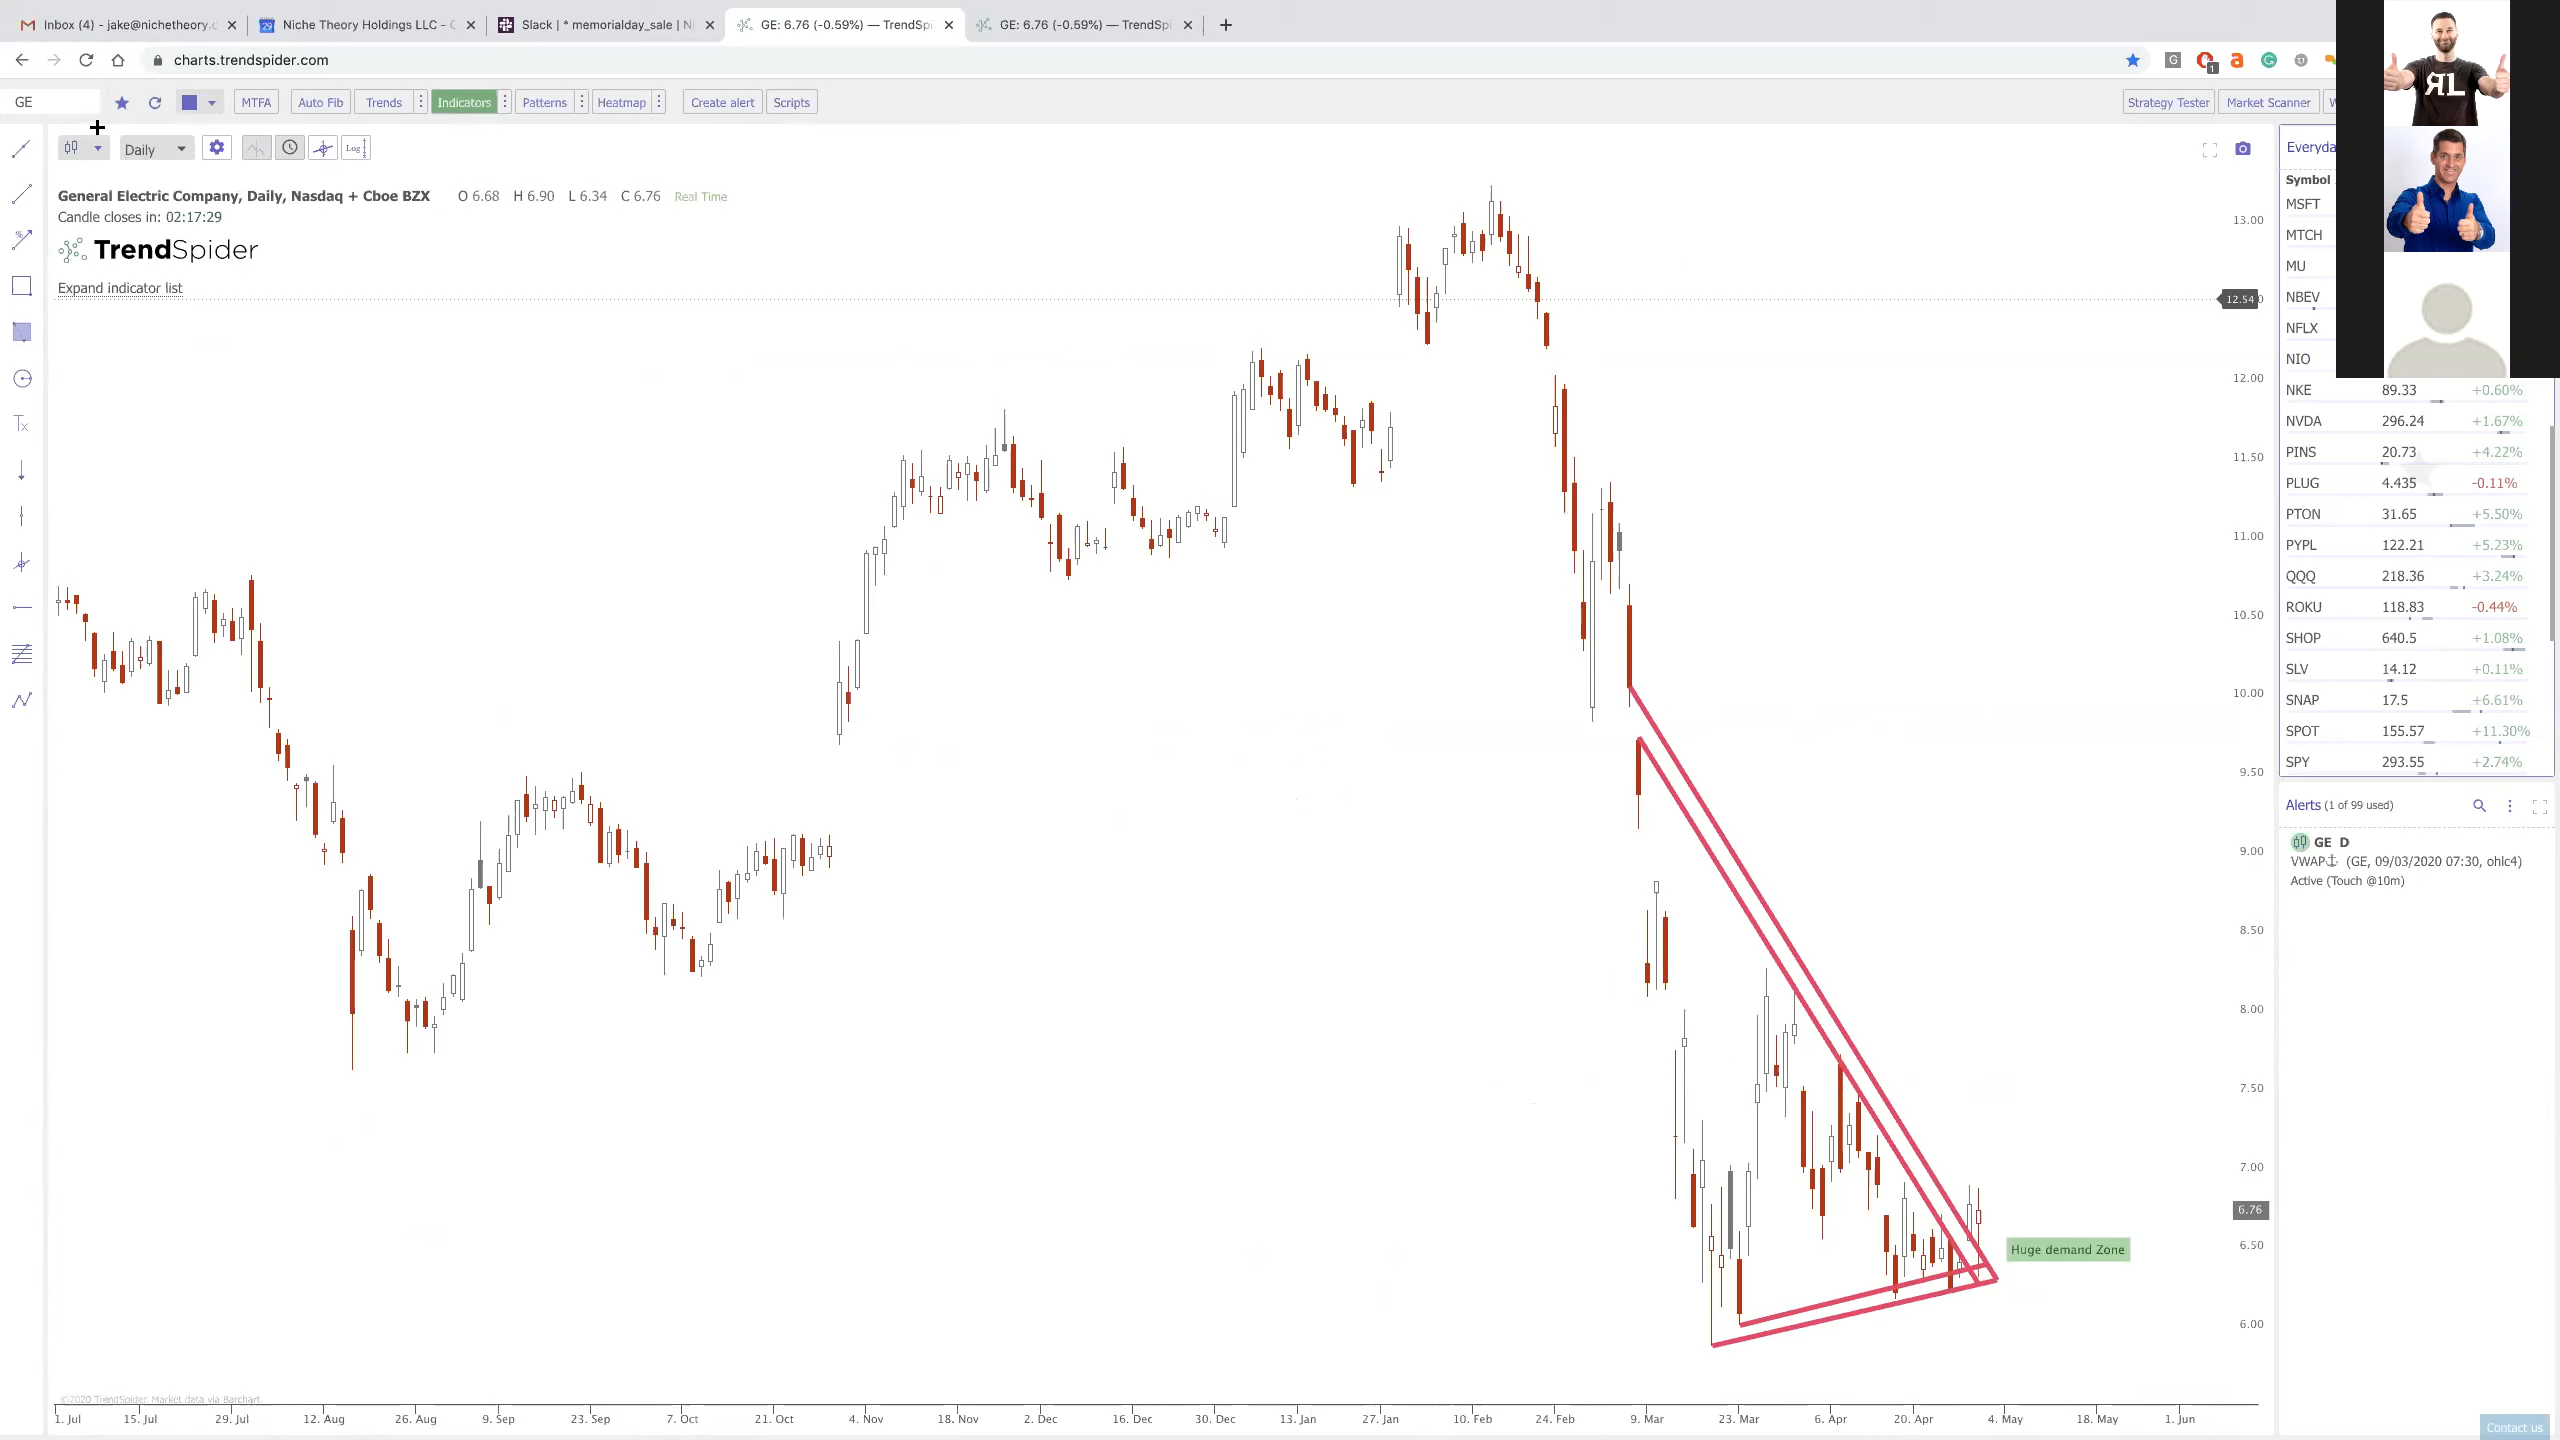 Inbox (4) - jake@nichetheory.c
Niche Theory Holdings LLC - C
Slack | * memorialday_sale | Ni
GE: 6.76 (-0.59%) — TrendSpi
GE: 6.76 (-0.59%) — TrendSpi
charts.trendspider.com
GE
MTFA
Auto Fib
Trends
Indicators
Patterns
Heatmap
Create alert
Scripts
Strategy Tester
Market Scanner
W
Daily
Log
General Electric Company, Daily, Nasdaq + Cboe BZX O 6.68 H 6.90 L 6.34 C 6.76 Real Time
Candle closes in: 02:17:29
TrendSpider
Expand indicator list
13.00
12.54
12.00
11.50
11.00
10.50
10.00
9.50
9.00
8.50
8.00
7.50
7.00
6.76
6.50
6.00
Huge demand Zone
©2020 TrendSpider. Market data via Barchart.
1. Jul 15. Jul 29. Jul 12. Aug 26. Aug 9. Sep 23. Sep 7. Oct 21. Oct 4. Nov 18. Nov 2. Dec 16. Dec 30. Dec 13. Jan 27. Jan 10. Feb 24. Feb 9. Mar 23. Mar 6. Apr 20. Apr 4. May 18. May 1. Jun
Everyda
Symbol
MSFT
MTCH
MU
NBEV
NFLX
NIO
NKE 89.33 +0.60%
NVDA 296.24 +1.67%
PINS 20.73 +4.22%
PLUG 4.435 -0.11%
PTON 31.65 +5.50%
PYPL 122.21 +5.23%
QQQ 218.36 +3.24%
ROKU 118.83 -0.44%
SHOP 640.5 +1.08%
SLV 14.12 +0.11%
SNAP 17.5 +6.61%
SPOT 155.57 +11.30%
SPY 293.55 +2.74%
Alerts (1 of 99 used)
GE D
VWAP⚓ (GE, 09/03/2020 07:30, ohlc4)
Active (Touch @10m)
Contact us